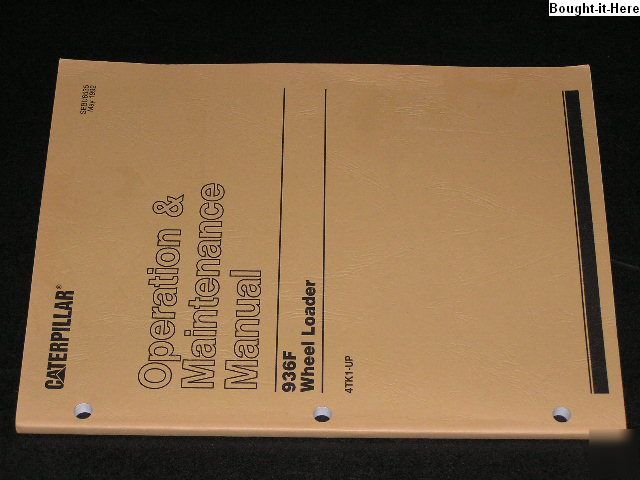 Bought-it-Here
CATERPILLAR®
May 1992
Operation &
Maintenance
Manual
936F
Wheel Loader
4TK1-UP